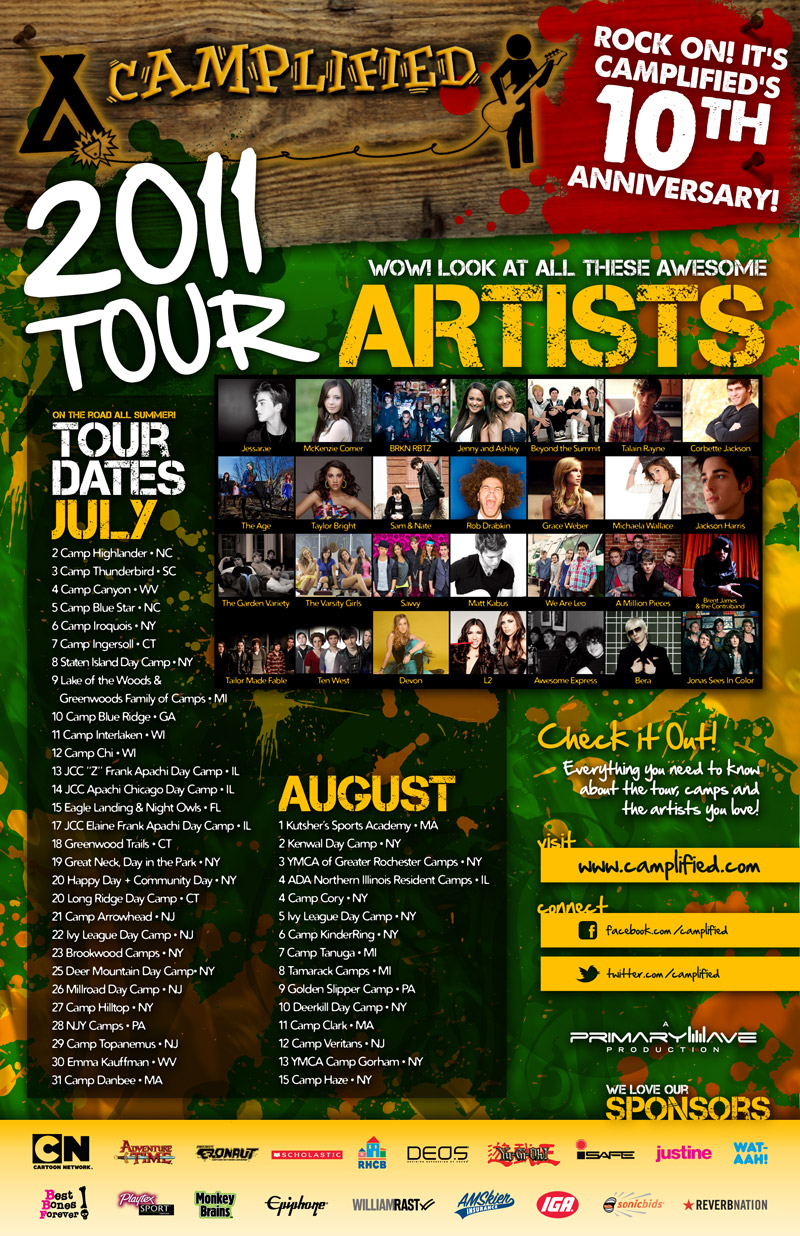 CAMPLIFIED
ROCK ON! IT'S
CAMPLIFIED'S
10TH
ANNIVERSARY!
2011
TOUR
WOW! LOOK AT ALL THESE AWESOME
ARTISTS
Jessarae
McKenzie Comer
BRKN RBTZ
Jenny and Ashley
Beyond the Summit
Talain Rayne
Corbette Jackson
The Age
Taylor Bright
Sam & Nate
Rob Drabkin
Grace Weber
Michaela Wallace
Jackson Harris
The Garden Variety
The Varsity Girls
Savvy
Matt Kabus
We Are Leo
A Million Pieces
Brent James
& the Contraband
Tailor Made Fable
Ten West
Devon
L2
Awesome Express
Bera
Jonas Sees In Color
ON THE ROAD ALL SUMMER!
TOUR
DATES
JULY
2 Camp Highlander • NC
3 Camp Thunderbird • SC
4 Camp Canyon • WV
5 Camp Blue Star • NC
6 Camp Iroquois • NY
7 Camp Ingersoll • CT
8 Staten Island Day Camp • NY
9 Lake of the Woods &
Greenwoods Family of Camps • MI
10 Camp Blue Ridge • GA
11 Camp Interlaken • WI
12 Camp Chi • WI
13 JCC "Z" Frank Apachi Day Camp • IL
14 JCC Apachi Chicago Day Camp • IL
15 Eagle Landing & Night Owls • FL
17 JCC Elaine Frank Apachi Day Camp • IL
18 Greenwood Trails • CT
19 Great Neck, Day in the Park • NY
20 Happy Day + Community Day • NY
20 Long Ridge Day Camp • CT
21 Camp Arrowhead • NJ
22 Ivy League Day Camp • NJ
23 Brookwood Camps • NY
25 Deer Mountain Day Camp• NY
26 Millroad Day Camp • NJ
27 Camp Hilltop • NY
28 NJY Camps • PA
29 Camp Topanemus • NJ
30 Emma Kauffman • WV
31 Camp Danbee • MA
AUGUST
1 Kutsher's Sports Academy • MA
2 Kenwal Day Camp • NY
3 YMCA of Greater Rochester Camps • NY
4 ADA Northern Illinois Resident Camps • IL
4 Camp Cory • NY
5 Ivy League Day Camp • NY
6 Camp KinderRing • NY
7 Camp Tanuga • MI
8 Tamarack Camps • MI
9 Golden Slipper Camp • PA
10 Deerkill Day Camp • NY
11 Camp Clark • MA
12 Camp Veritans • NJ
13 YMCA Camp Gorham • NY
15 Camp Haze • NY
Check it Out!
Everything you need to know
about the tour, camps and
the artists you love!
visit
www.camplified.com
connect
facebook.com/camplified
twitter.com/camplified
A
PRIMARY WAVE
PRODUCTION
WE LOVE OUR
SPONSORS
CN
CARTOON NETWORK
ADVENTURE
TIME
SCHOLASTIC
RHCB
DEOS
Yu-Gi-Oh!
iSAFE
justine
WAT-
AAH!
Best
Bones
Forever!
Playtex
SPORT
Monkey
Brains
Epiphone
WILLIAMRAST
AMSkier
INSURANCE
IGA
sonicbids
REVERBNATION